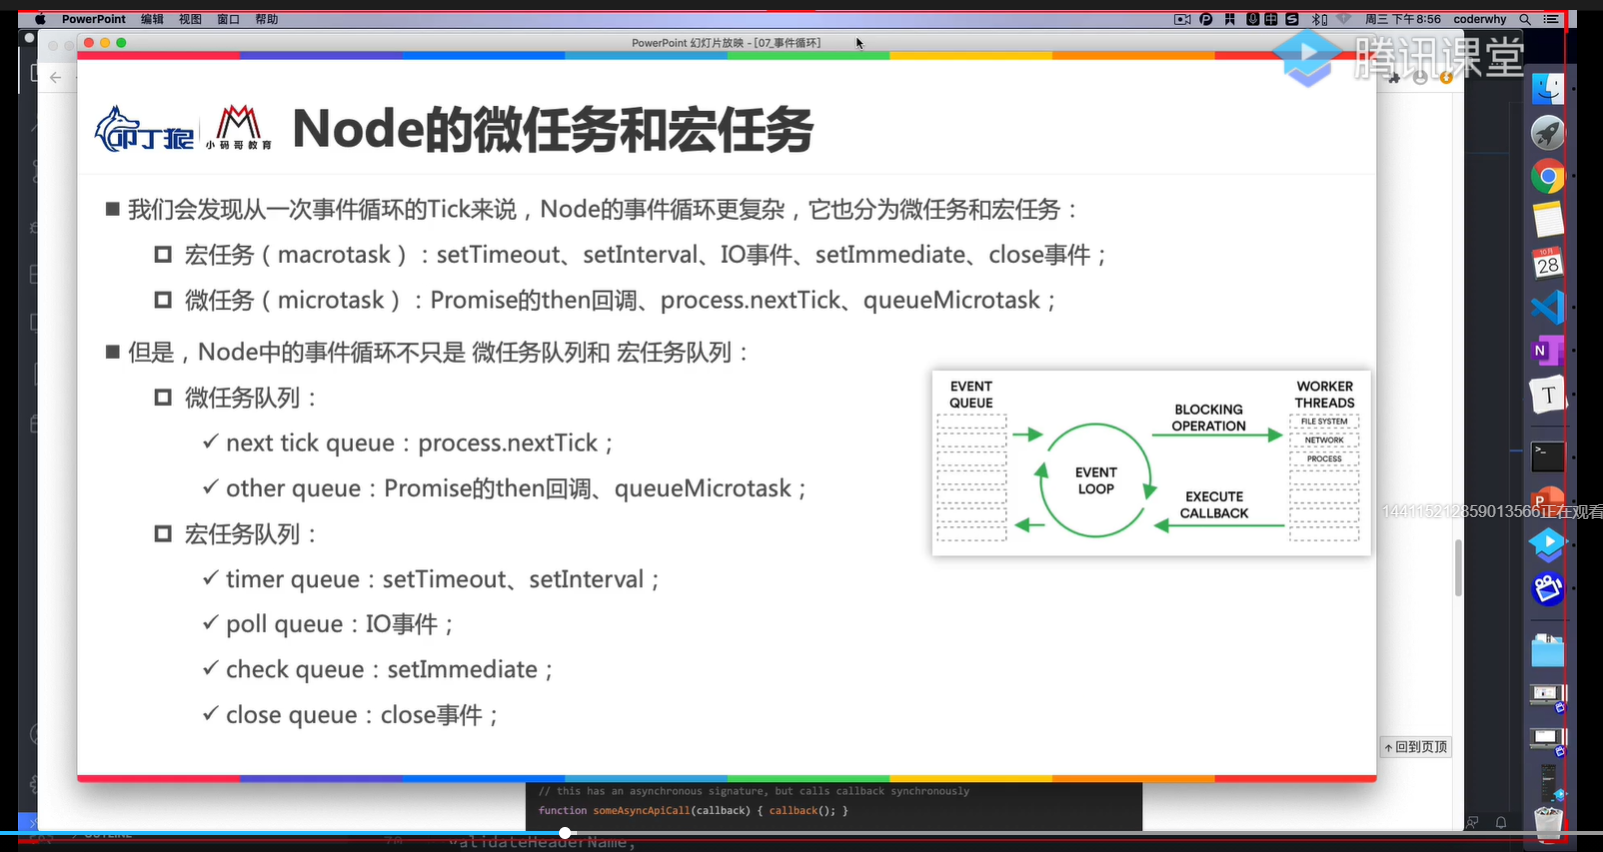 PowerPoint 编辑 视图 窗口 帮助
周三 下午8:56 coderwhy
PowerPoint 幻灯片放映 - [07_事件循环]
腾讯课堂
叩丁狼 小码哥教育
Node的微任务和宏任务
我们会发现从一次事件循环的Tick来说，Node的事件循环更复杂，它也分为微任务和宏任务：
宏任务（macrotask）：setTimeout、setInterval、IO事件、setImmediate、close事件；
微任务（microtask）：Promise的then回调、process.nextTick、queueMicrotask；
但是，Node中的事件循环不只是 微任务队列和 宏任务队列：
微任务队列：
next tick queue：process.nextTick；
other queue：Promise的then回调、queueMicrotask；
宏任务队列：
timer queue：setTimeout、setInterval；
poll queue：IO事件；
check queue：setImmediate；
close queue：close事件；
EVENT
QUEUE
EVENT
LOOP
BLOCKING
OPERATION
EXECUTE
CALLBACK
WORKER
THREADS
FILE SYSTEM
NETWORK
PROCESS
10月
28
144115212359013566正在观看
↑回到页顶
// this has an asynchronous signature, but calls callback synchronously
function someAsyncApiCall(callback) { callback(); }
OUTLINE
validateHeaderName,